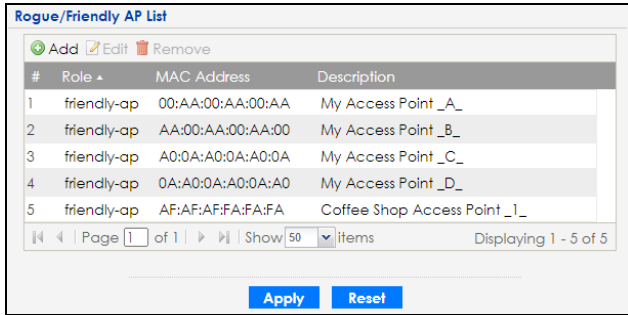 Rogue/Friendly AP List
Add Edit Remove
# Role MAC Address Description
1 friendly-ap 00:AA:00:AA:00:AA My Access Point _A_
2 friendly-ap AA:00:AA:00:AA:00 My Access Point _B_
3 friendly-ap A0:0A:A0:0A:A0:0A My Access Point _C_
4 friendly-ap 0A:A0:0A:A0:0A:A0 My Access Point _D_
5 friendly-ap AF:AF:AF:FA:FA:FA Coffee Shop Access Point _1_
Page 1 of 1 Show 50 items Displaying 1 - 5 of 5
Apply Reset